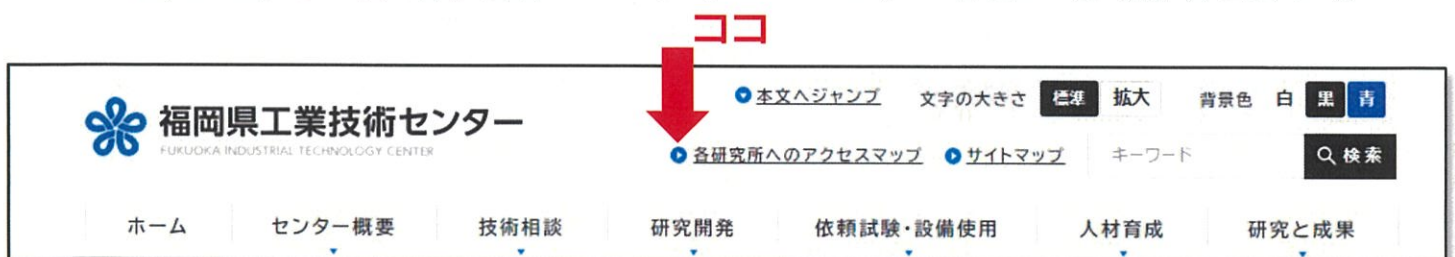 ココ
本文へジャンプ 文字の大きさ 標準 拡大 背景色 白 黒 青
福岡県工業技術センター
FUKUOKA INDUSTRIAL TECHNOLOGY CENTER
各研究所へのアクセスマップ サイトマップ キーワード 検索
ホーム センター概要 技術相談 研究開発 依頼試験・設備使用 人材育成 研究と成果